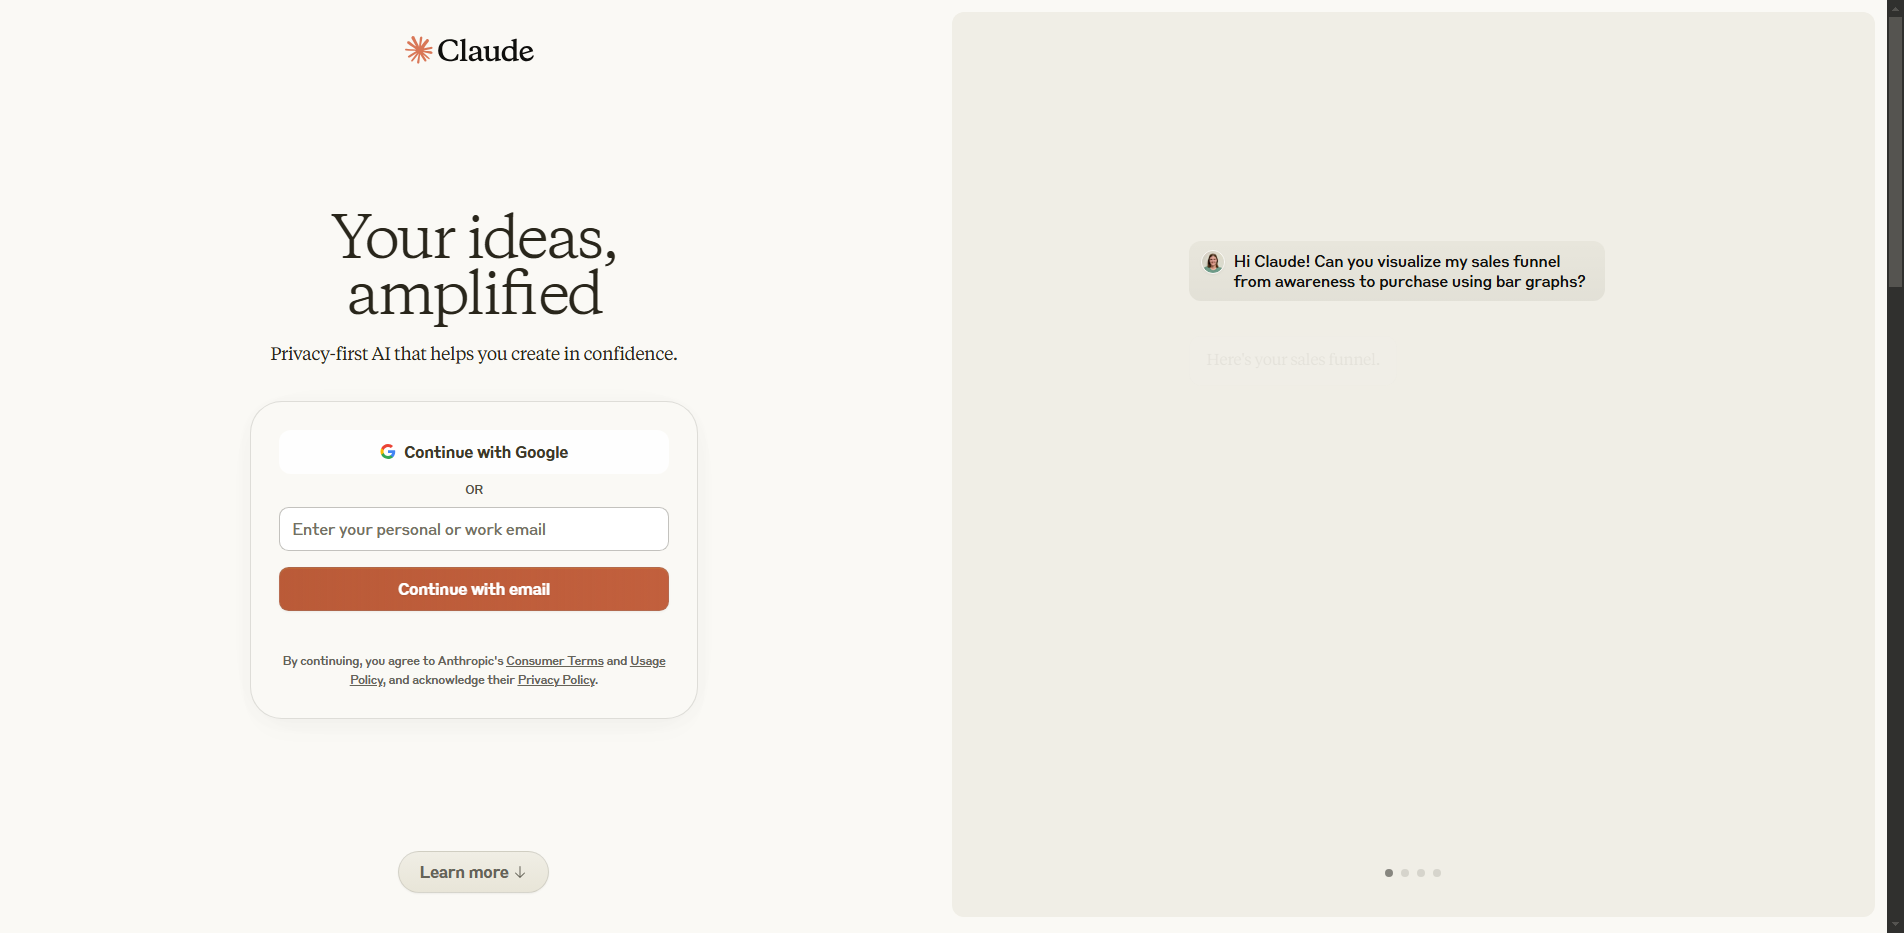 Claude
Your ideas,
amplified
Privacy-first AI that helps you create in confidence.
Continue with Google
OR
Enter your personal or work email
Continue with email
By continuing, you agree to Anthropic's Consumer Terms and Usage
Policy, and acknowledge their Privacy Policy.
Learn more ↓
Hi Claude! Can you visualize my sales funnel
from awareness to purchase using bar graphs?
Here's your sales funnel.